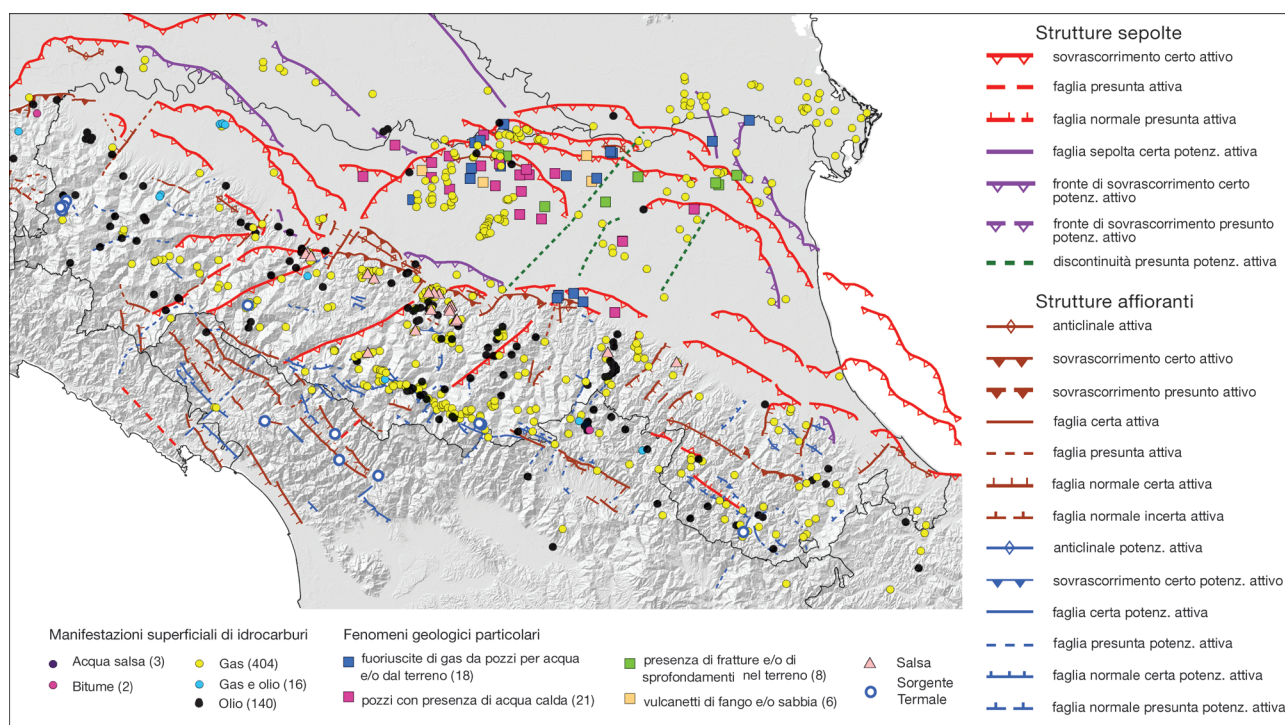 Strutture sepolte
sovrascorrimento certo attivo
faglia presunta attiva
faglia normale presunta attiva
faglia sepolta certa potenz. attiva
fronte di sovrascorrimento certo
potenz. attivo
fronte di sovrascorrimento presunto
potenz. attivo
discontinuità presunta potenz. attiva
Strutture affioranti
anticlinale attiva
sovrascorrimento certo attivo
sovrascorrimento presunto attivo
faglia certa attiva
faglia presunta attiva
faglia normale certa attiva
faglia normale incerta attiva
anticlinale potenz. attiva
sovrascorrimento certo potenz. attivo
faglia certa potenz. attiva
faglia presunta potenz. attiva
faglia normale certa potenz. attiva
faglia normale presunta potenz. attiva
Manifestazioni superficiali di idrocarburi
Acqua salsa (3)
Bitume (2)
Gas (404)
Gas e olio (16)
Olio (140)
Fenomeni geologici particolari
fuoriuscite di gas da pozzi per acqua
e/o dal terreno (18)
pozzi con presenza di acqua calda (21)
presenza di fratture e/o di
sprofondamenti nel terreno (8)
vulcanetti di fango e/o sabbia (6)
Salsa
Sorgente
Termale